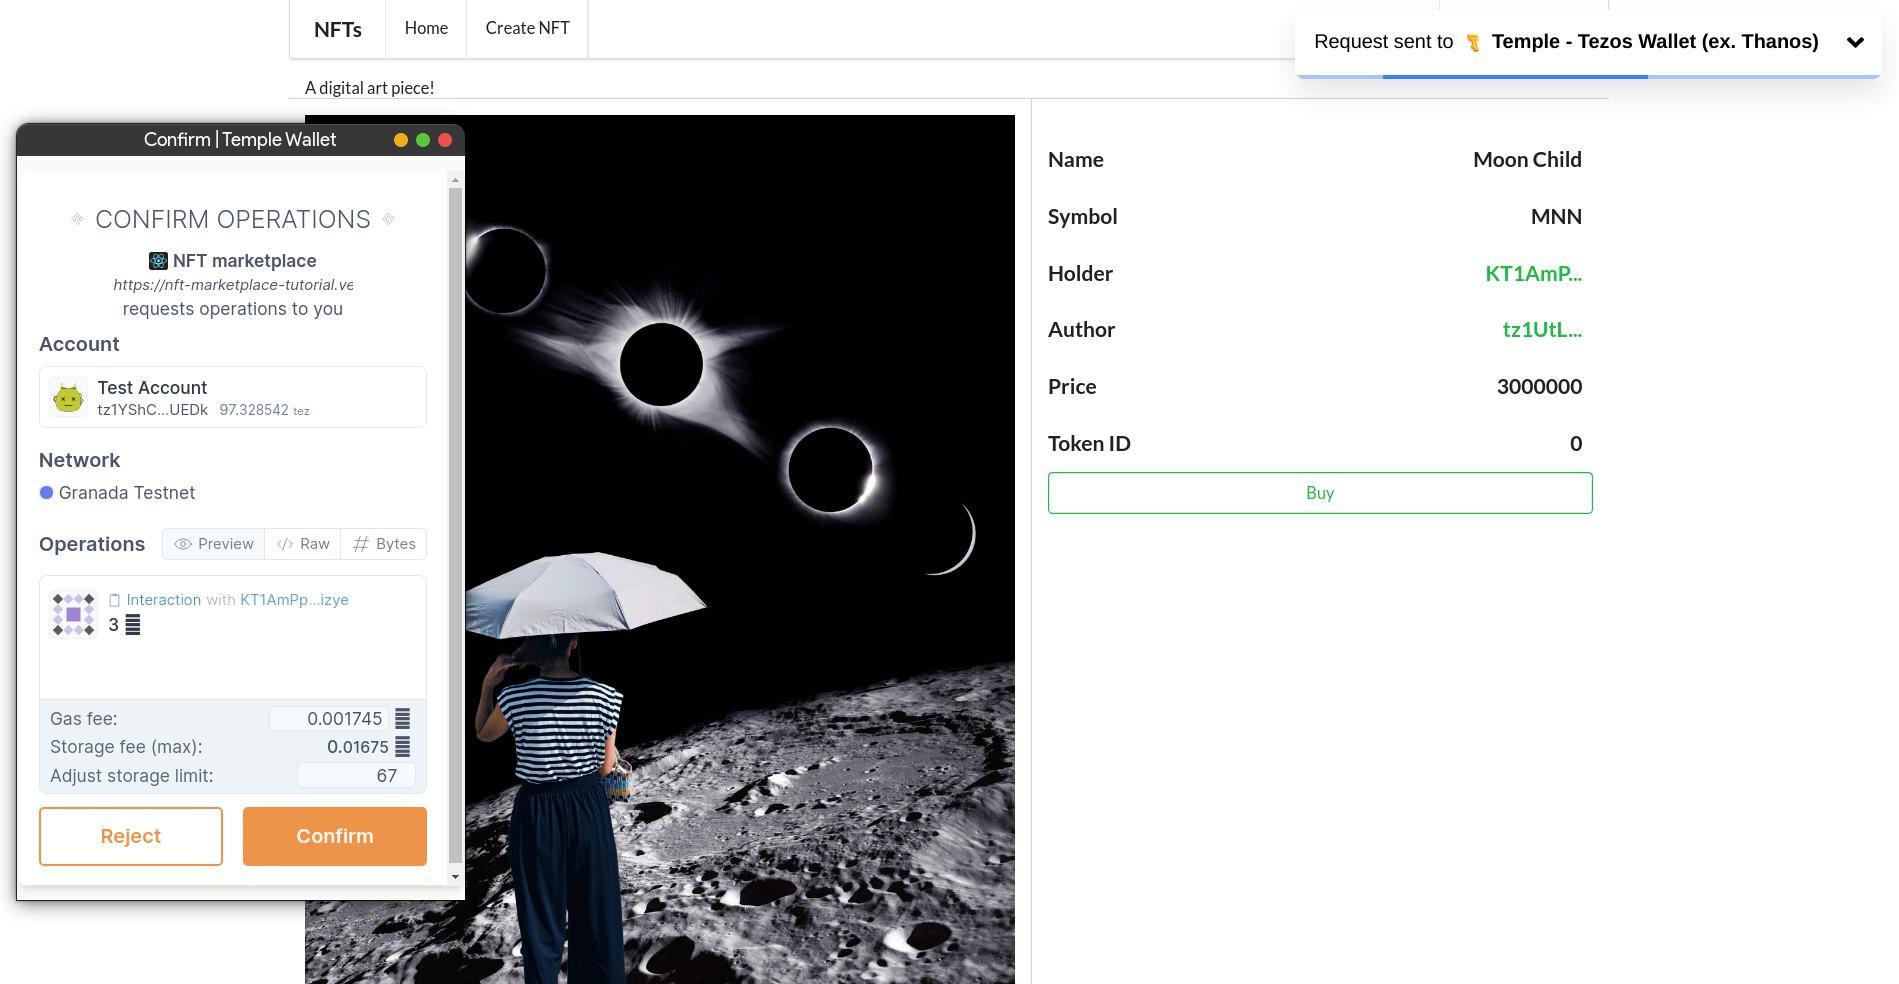 NFTs
Home
Create NFT
Request sent to Temple - Tezos Wallet (ex. Thanos)
A digital art piece!
Confirm | Temple Wallet
CONFIRM OPERATIONS
NFT marketplace
https://nft-marketplace-tutorial.ve
requests operations to you
Account
Test Account
tz1YShC...UEDk 97.328542 tez
Network
Granada Testnet
Operations
Preview
Raw
Bytes
Interaction with KT1AmPp...izye
3
Gas fee: 0.001745
Storage fee (max): 0.01675
Adjust storage limit: 67
Reject
Confirm
Name Moon Child
Symbol MNN
Holder KT1AmP...
Author tz1UtL...
Price 3000000
Token ID 0
Buy